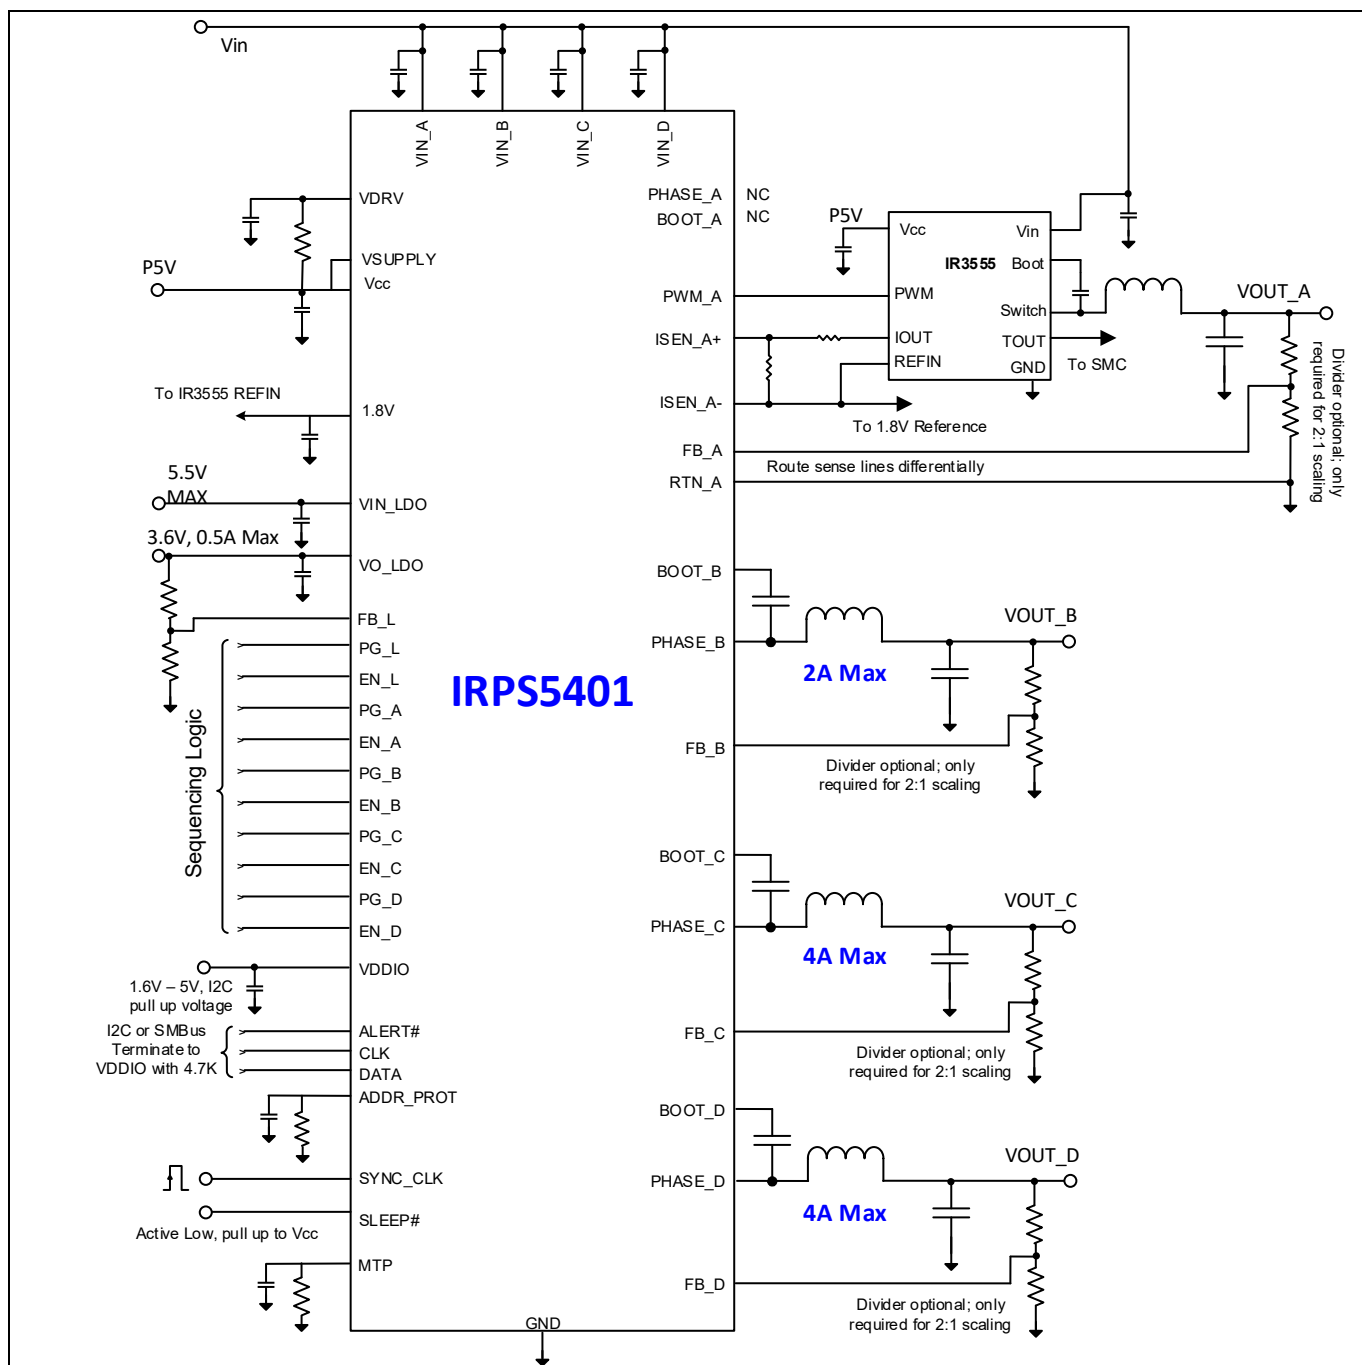 Vin
VIN_A
VIN_B
VIN_C
VIN_D
VDRV
VSUPPLY
P5V
Vcc
To IR3555 REFIN
1.8V
5.5V
MAX
VIN_LDO
3.6V, 0.5A Max
VO_LDO
FB_L
Sequencing Logic
PG_L
EN_L
PG_A
EN_A
PG_B
EN_B
PG_C
EN_C
PG_D
EN_D
VDDIO
1.6V – 5V, I2C
pull up voltage
I2C or SMBus
Terminate to
VDDIO with 4.7K
ALERT#
CLK
DATA
ADDR_PROT
SYNC_CLK
SLEEP#
Active Low, pull up to Vcc
MTP
GND
IRPS5401
PHASE_A NC
BOOT_A NC
PWM_A
ISEN_A+
ISEN_A-
FB_A
RTN_A
P5V
Vcc
Vin
IR3555
Boot
PWM
Switch
IOUT
TOUT
REFIN
GND
To SMC
VOUT_A
To 1.8V Reference
Route sense lines differentially
Divider optional; only
required for 2:1 scaling
BOOT_B
PHASE_B
2A Max
VOUT_B
FB_B
Divider optional; only
required for 2:1 scaling
BOOT_C
PHASE_C
4A Max
VOUT_C
FB_C
Divider optional; only
required for 2:1 scaling
BOOT_D
PHASE_D
4A Max
VOUT_D
FB_D
Divider optional; only
required for 2:1 scaling